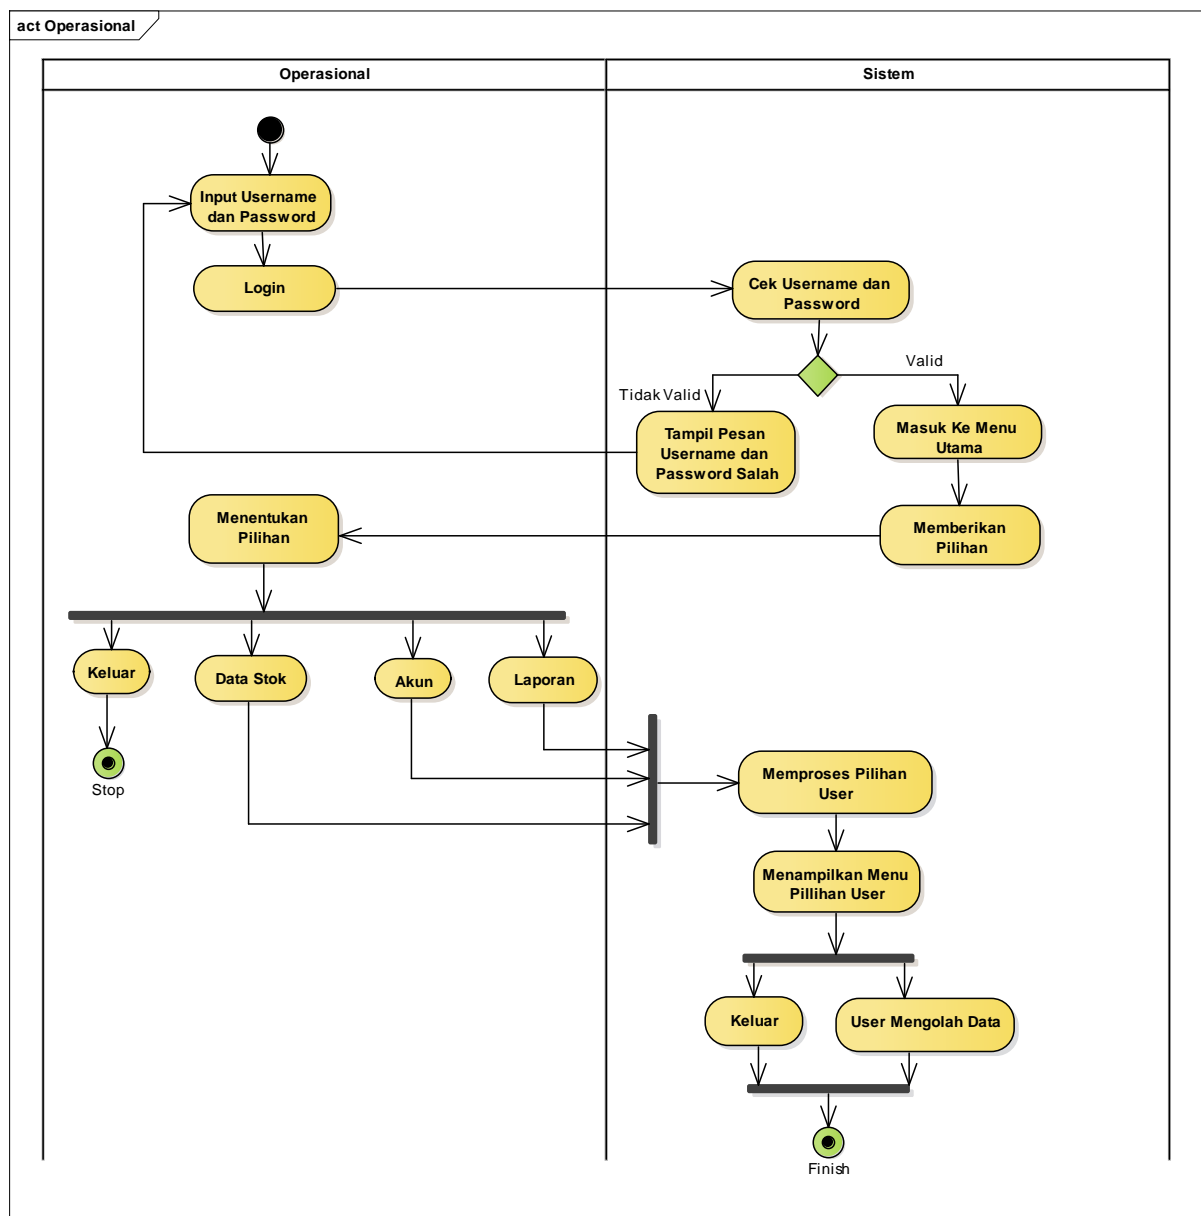 act Operasional
Operasional
Sistem
Input Username
dan Password
Login
Cek Username dan
Password
Valid
Tidak Valid
Tampil Pesan
Username dan
Password Salah
Masuk Ke Menu
Utama
Menentukan
Pilihan
Memberikan
Pilihan
Keluar
Data Stok
Akun
Laporan
Stop
Memproses Pilihan
User
Menampilkan Menu
Pillihan User
Keluar
User Mengolah Data
Finish